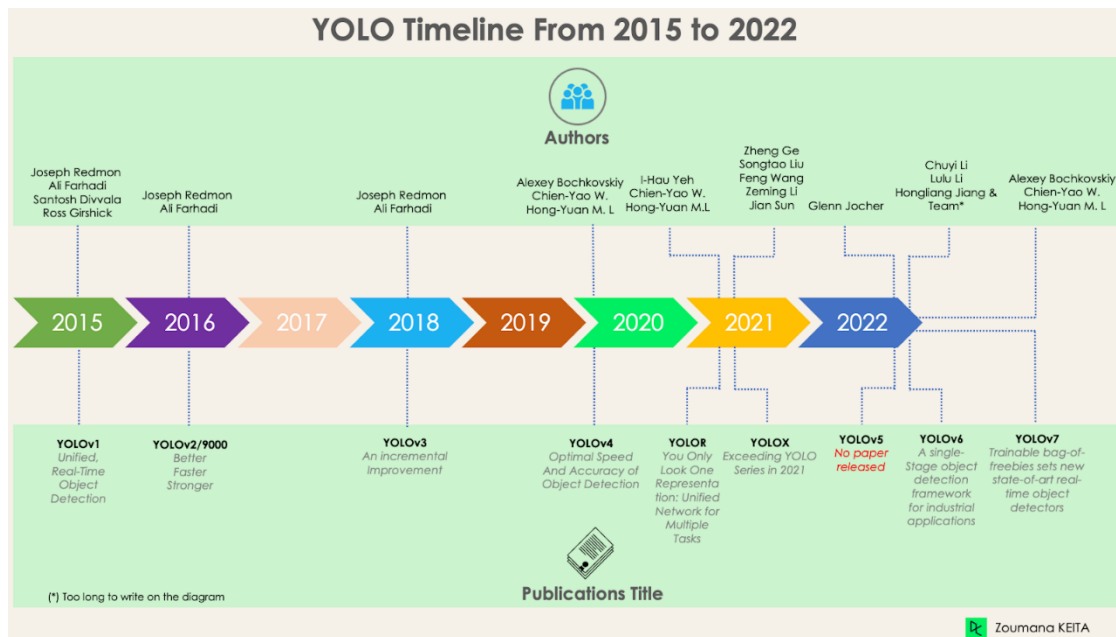 YOLO Timeline From 2015 to 2022
Authors
Joseph Redmon
Ali Farhadi
Santosh Divvala
Ross Girshick
Joseph Redmon
Ali Farhadi
Joseph Redmon
Ali Farhadi
Alexey Bochkovskiy
Chien-Yao W.
Hong-Yuan M. L
I-Hau Yeh
Chien-Yao W.
Hong-Yuan M.L
Zheng Ge
Songtao Liu
Feng Wang
Zeming Li
Jian Sun
Glenn Jocher
Chuyi Li
Lulu Li
Hongliang Jiang &
Team*
Alexey Bochkovskiy
Chien-Yao W.
Hong-Yuan M. L
2015
2016
2017
2018
2019
2020
2021
2022
YOLOv1
Unified,
Real-Time
Object
Detection
YOLOv2/9000
Better
Faster
Stronger
YOLOv3
An incremental
Improvement
YOLOv4
Optimal Speed
And Accuracy of
Object Detection
YOLOR
You Only
Look One
Representa-
tion: Unified
Network for
Multiple
Tasks
YOLOX
Exceeding YOLO
Series in 2021
YOLOv5
No paper
released
YOLOv6
A single-
Stage object
detection
framework
for industrial
applications
YOLOv7
Trainable bag-of-
freebies sets new
state-of-art real-
time object
detectors
Publications Title
(*) Too long to write on the diagram
Zoumana KEITA